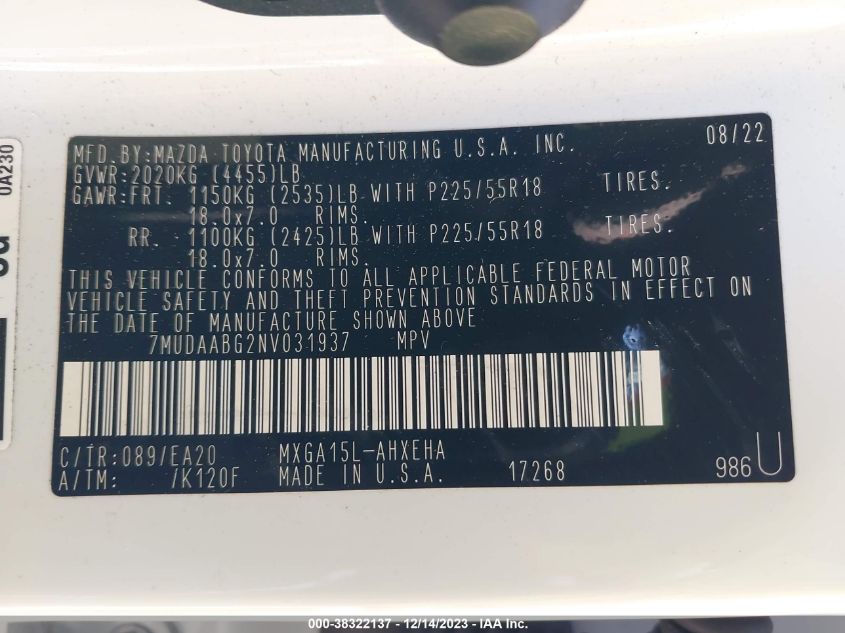 MFD.BY:MAZDA TOYOTA MANUFACTURING U.S.A. INC. 08/22
GVWR:2020KG (4455)LB
GAWR:FRT. 1150KG (2535)LB WITH P225/55R18 TIRES.
18.0x7.0 RIMS.
RR. 1100KG (2425)LB WITH P225/55R18 TIRES.
18.0x7.0 RIMS.
THIS VEHICLE CONFORMS TO ALL APPLICABLE FEDERAL MOTOR
VEHICLE SAFETY AND THEFT PREVENTION STANDARDS IN EFFECT ON
THE DATE OF MANUFACTURE SHOWN ABOVE
7MUDAABG2NV031937 MPV
C/TR:089/EA20 MXGA15L-AHXEHA
A/TM: /K120F MADE IN U.S.A. 17268 986U
0A230
000-38322137 - 12/14/2023 - IAA Inc.